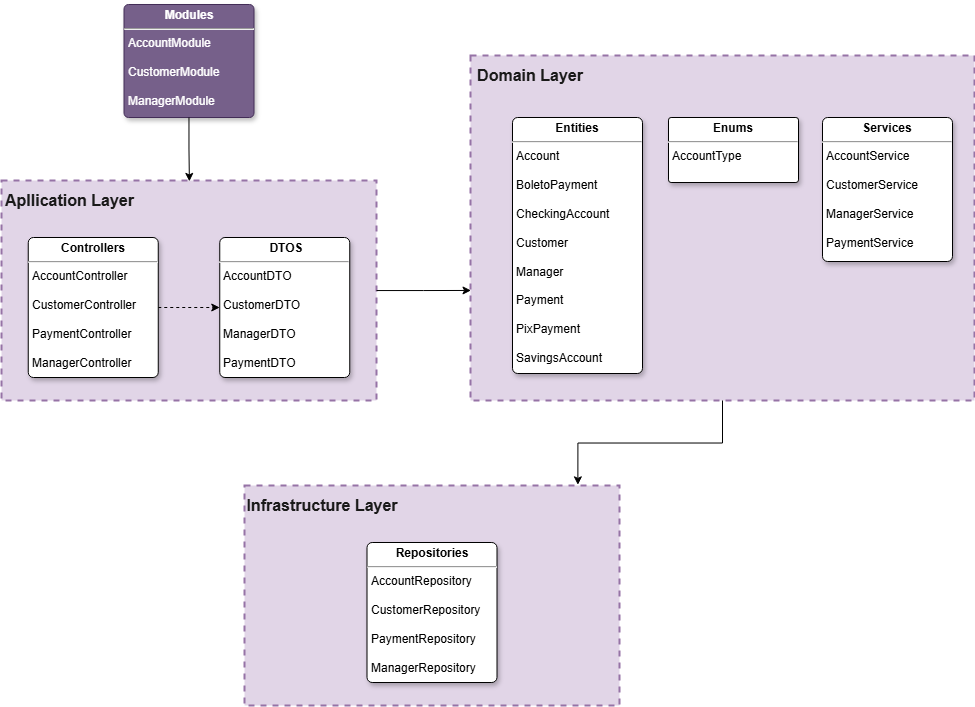 Modules
AccountModule
CustomerModule
ManagerModule
Apllication Layer
Controllers
AccountController
CustomerController
PaymentController
ManagerController
DTOS
AccountDTO
CustomerDTO
ManagerDTO
PaymentDTO
Domain Layer
Entities
Account
BoletoPayment
CheckingAccount
Customer
Manager
Payment
PixPayment
SavingsAccount
Enums
AccountType
Services
AccountService
CustomerService
ManagerService
PaymentService
Infrastructure Layer
Repositories
AccountRepository
CustomerRepository
PaymentRepository
ManagerRepository